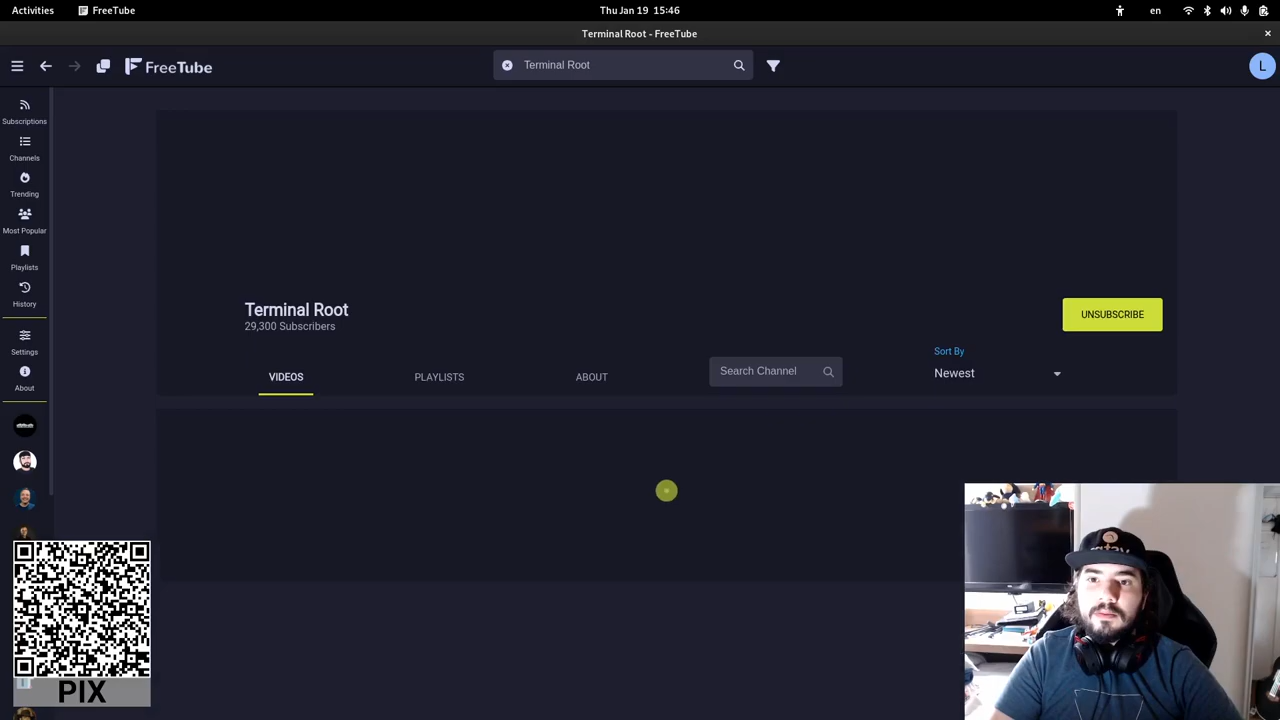 Activities
FreeTube
Thu Jan 19 15:46
en
Terminal Root - FreeTube
FreeTube
Terminal Root
L
Subscriptions
Channels
Trending
Most Popular
Playlists
History
Settings
About
Terminal Root
29,300 Subscribers
UNSUBSCRIBE
VIDEOS
PLAYLISTS
ABOUT
Search Channel
Sort By
Newest
PIX